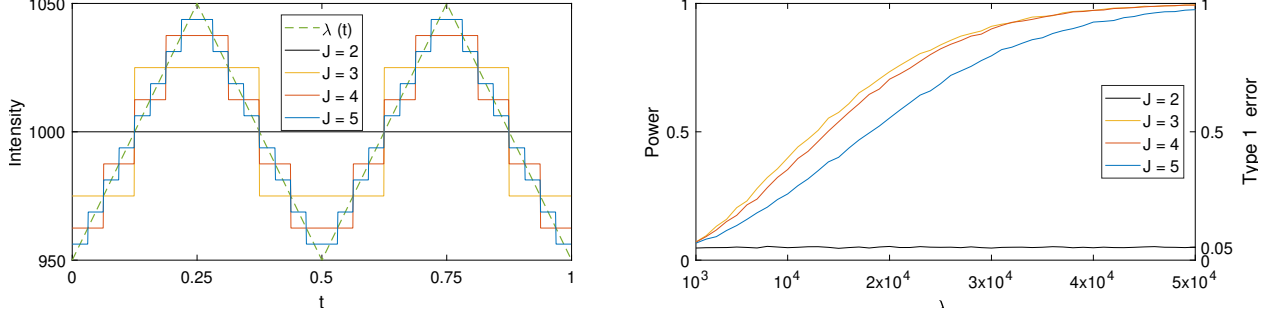 1050
1000
950
Intensity
0
0.25
0.5
0.75
1
t
λ (t)
J = 2
J = 3
J = 4
J = 5
1
0.5
0
Power
10³
10⁴
2x10⁴
3x10⁴
4x10⁴
5x10⁴
1
0.5
0.05
0
Type 1 error
J = 2
J = 3
J = 4
J = 5